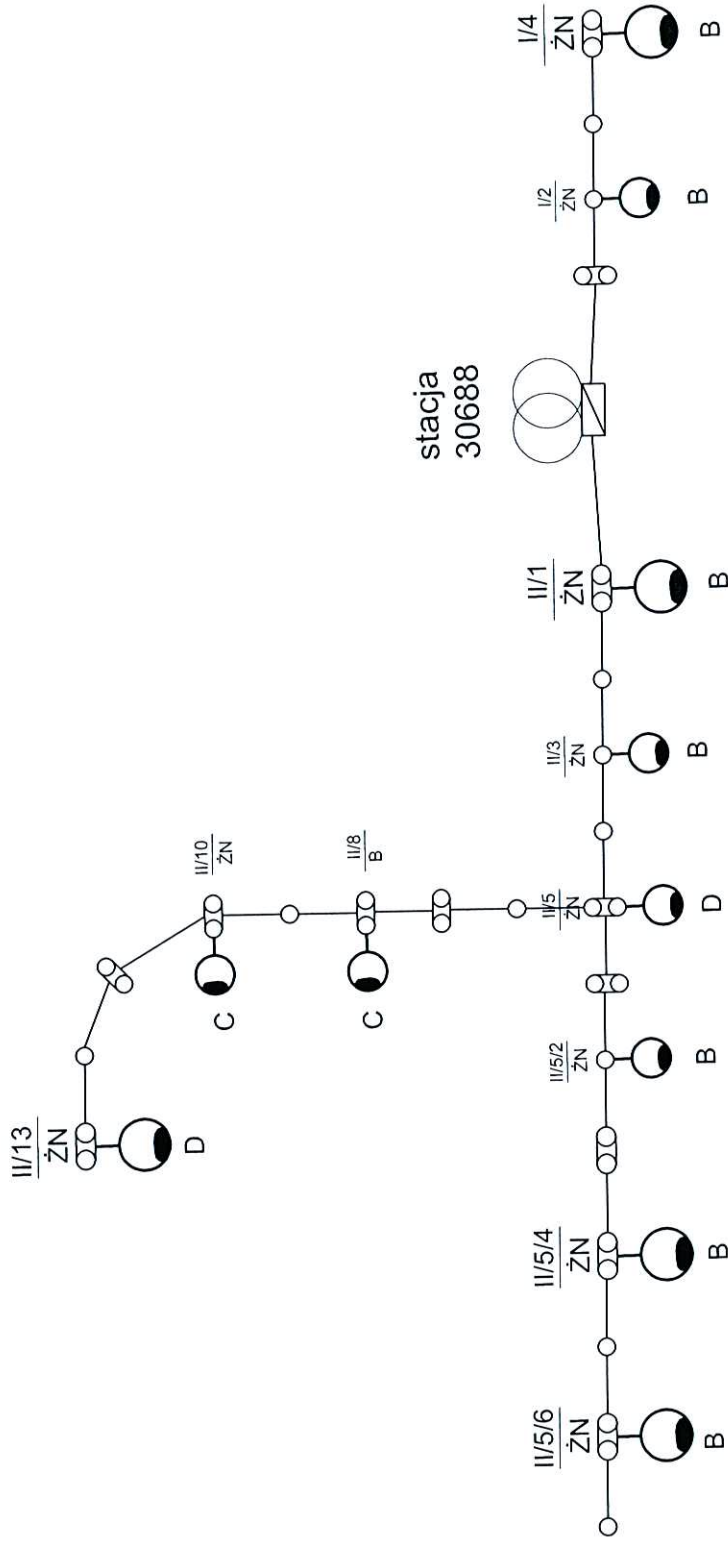 I/4
ŻN
B
I/2
ŻN
B
stacja
30688
II/1
ŻN
B
II/3
ŻN
B
II/5
ŻN
D
II/10
ŻN
C
II/8
B
C
II/13
ŻN
D
II/5/2
ŻN
B
II/5/4
ŻN
B
II/5/6
ŻN
B